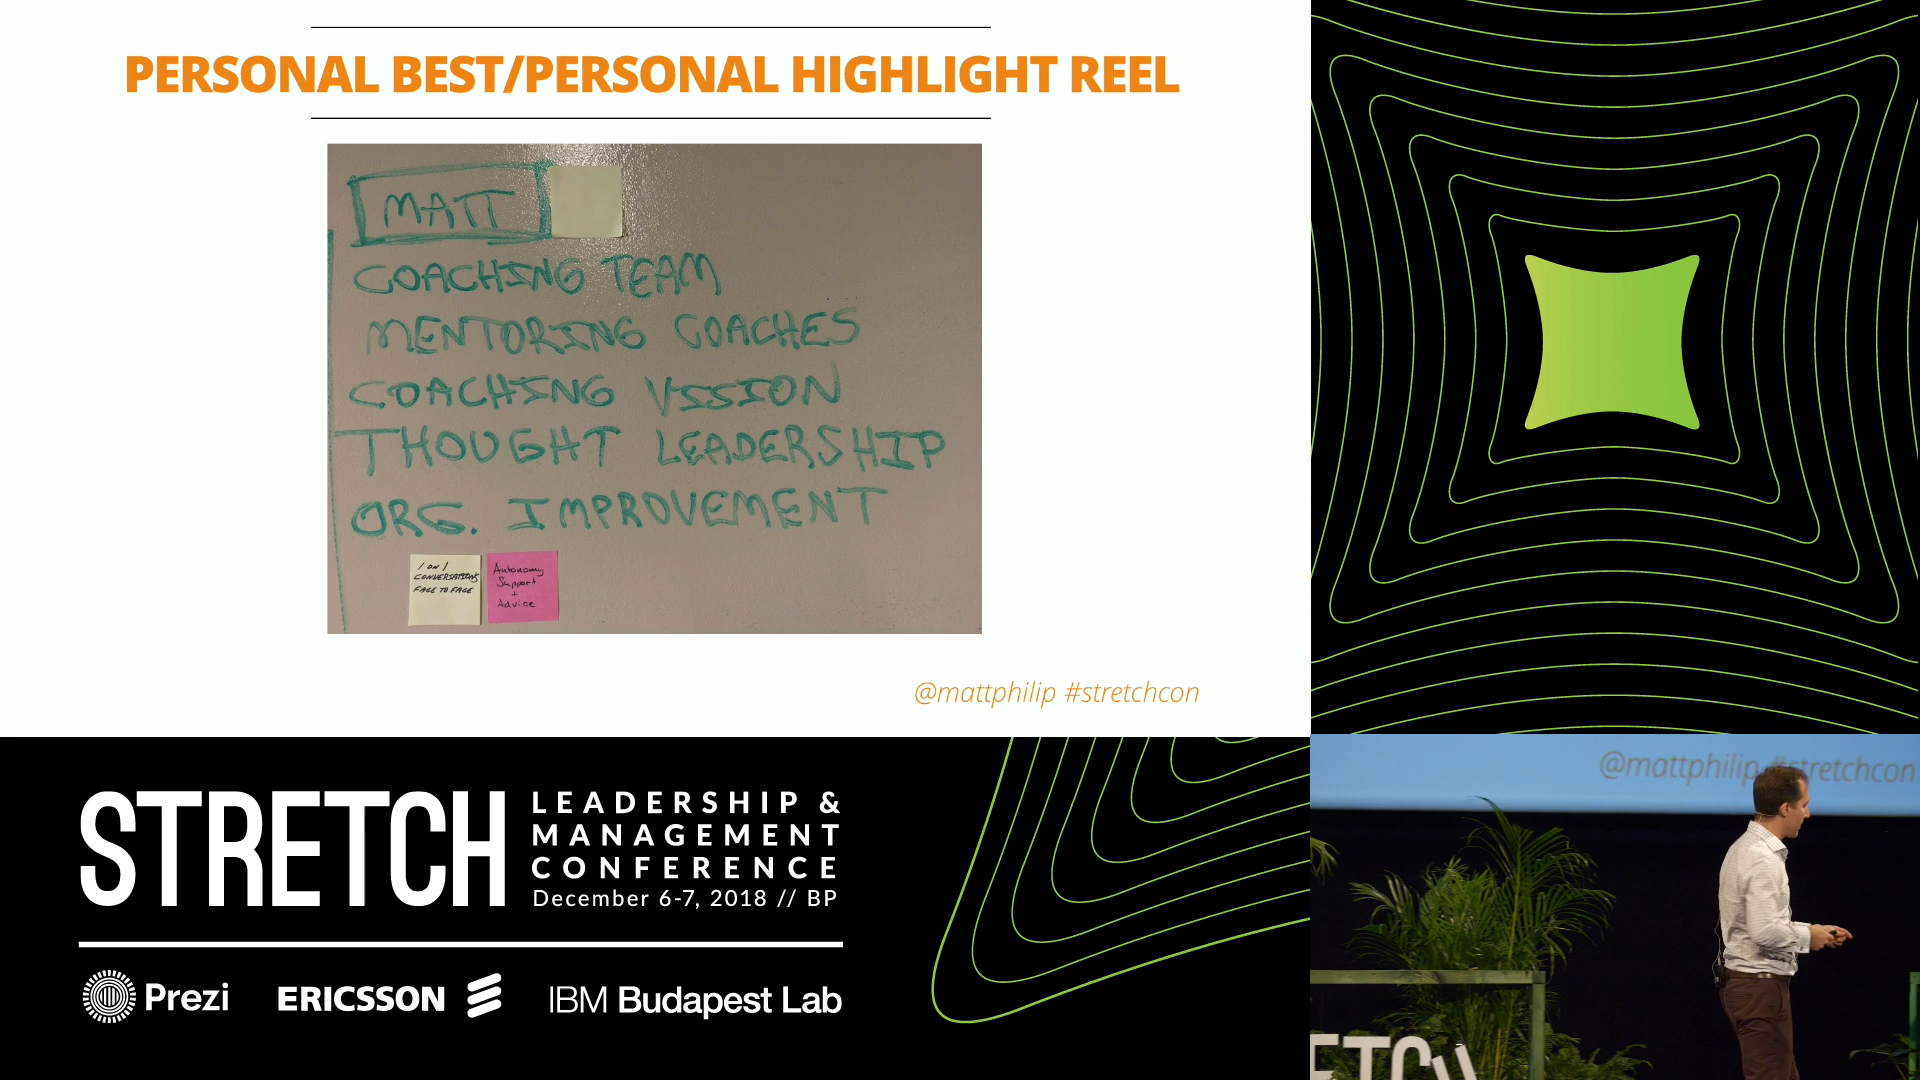 PERSONAL BEST/PERSONAL HIGHLIGHT REEL
MATT
COACHING TEAM
MENTORING COACHES
COACHING VISION
THOUGHT LEADERSHIP
ORG. IMPROVEMENT
1 ON 1
CONVERSATIONS
FACE TO FACE
Autonomy
Support
+
Advice
@mattphilip #stretchcon
STRETCH
LEADERSHIP &
MANAGEMENT
CONFERENCE
December 6-7, 2018 // BP
Prezi
ERICSSON
IBM Budapest Lab
@mattphilip #stretchcon
ETCH